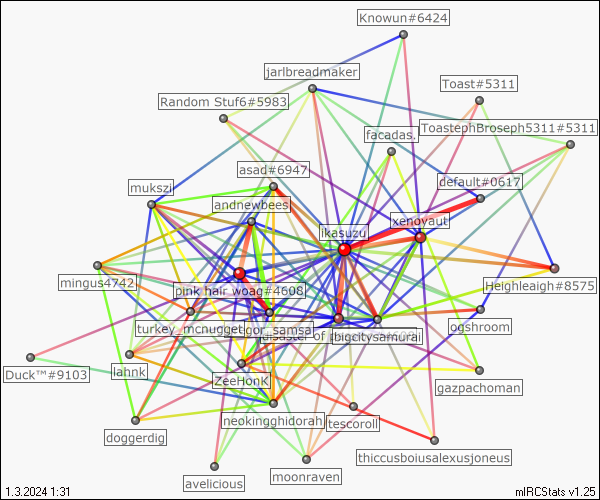 Knowun#6424
jarlbreadmaker
Toast#5311
Random Stuf6#5983
ToastephBroseph5311#5311
facadas.
asad#6947
default#0617
mukszi
andnewbees
ikasuzu
xenoyaut
mingus4742
pink hair woag#4608
Heighleaigh#8575
turkey_mcnugget
gor_samsa
disaster of
bigcitysamurai
ogshroom
lahnk
Duck™#9103
ZeeHonK
gazpachoman
neokingghidorah
tescoroll
doggerdig
thiccusboiusalexusjoneus
avelicious
moonraven
1.3.2024 1:31
mIRCStats v1.25